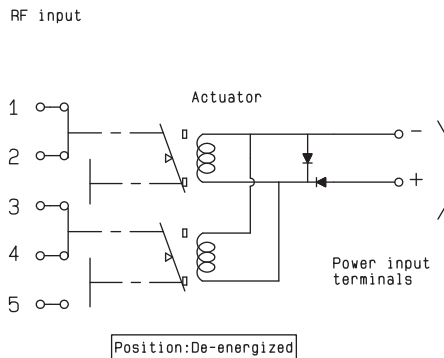 RF input
Actuator
1
2
3
4
5
-
+
Power input
terminals
Position:De-energized